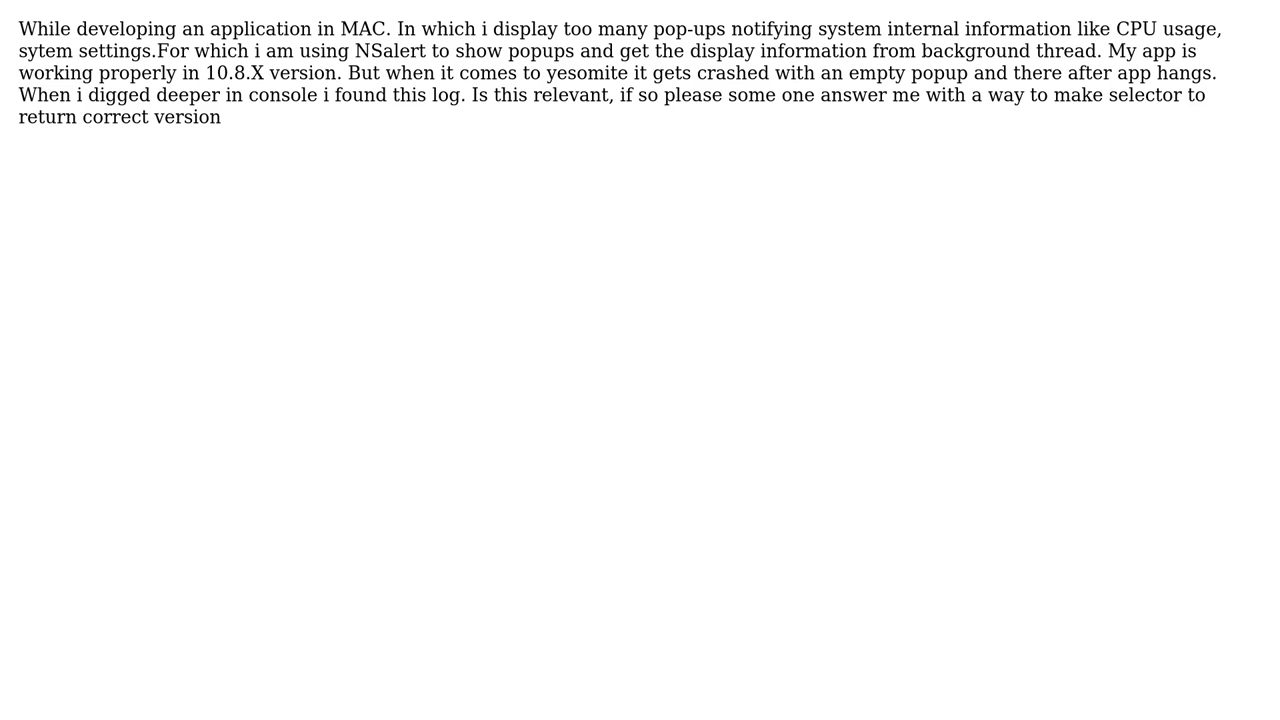 While developing an application in MAC. In which i display too many pop-ups notifying system internal information like CPU usage,
sytem settings.For which i am using NSalert to show popups and get the display information from background thread. My app is
working properly in 10.8.X version. But when it comes to yesomite it gets crashed with an empty popup and there after app hangs.
When i digged deeper in console i found this log. Is this relevant, if so please some one answer me with a way to make selector to
return correct version